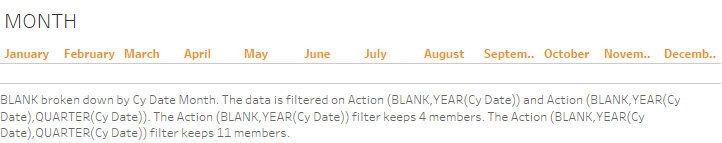 MONTH
January February March April May June July August Septem.. October Novem.. Decemb..
BLANK broken down by Cy Date Month. The data is filtered on Action (BLANK,YEAR(Cy Date)) and Action (BLANK,YEAR(Cy
Date),QUARTER(Cy Date)). The Action (BLANK,YEAR(Cy Date)) filter keeps 4 members. The Action (BLANK,YEAR(Cy
Date),QUARTER(Cy Date)) filter keeps 11 members.